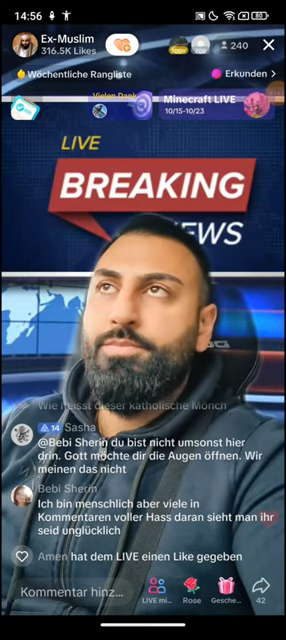 14:56
80
Ex-Muslim
316.5K Likes
240
Wöchentliche Rangliste
Erkunden >
Vielen Dank
Minecraft LIVE
10/15-10/23
LIVE
BREAKING
NEWS
Wie heisst dieser katholische Mönch
14 Sasha
@Bebi Sherin du bist nicht umsonst hier
drin. Gott möchte dir die Augen öffnen. Wir
meinen das nicht
Bebi Sherin
Ich bin menschlich aber viele in
Kommentaren voller Hass daran sieht man ihr
seid unglücklich
Amen hat dem LIVE einen Like gegeben
Kommentar hinz...
LIVE mi...
Rose
Gesche...
42